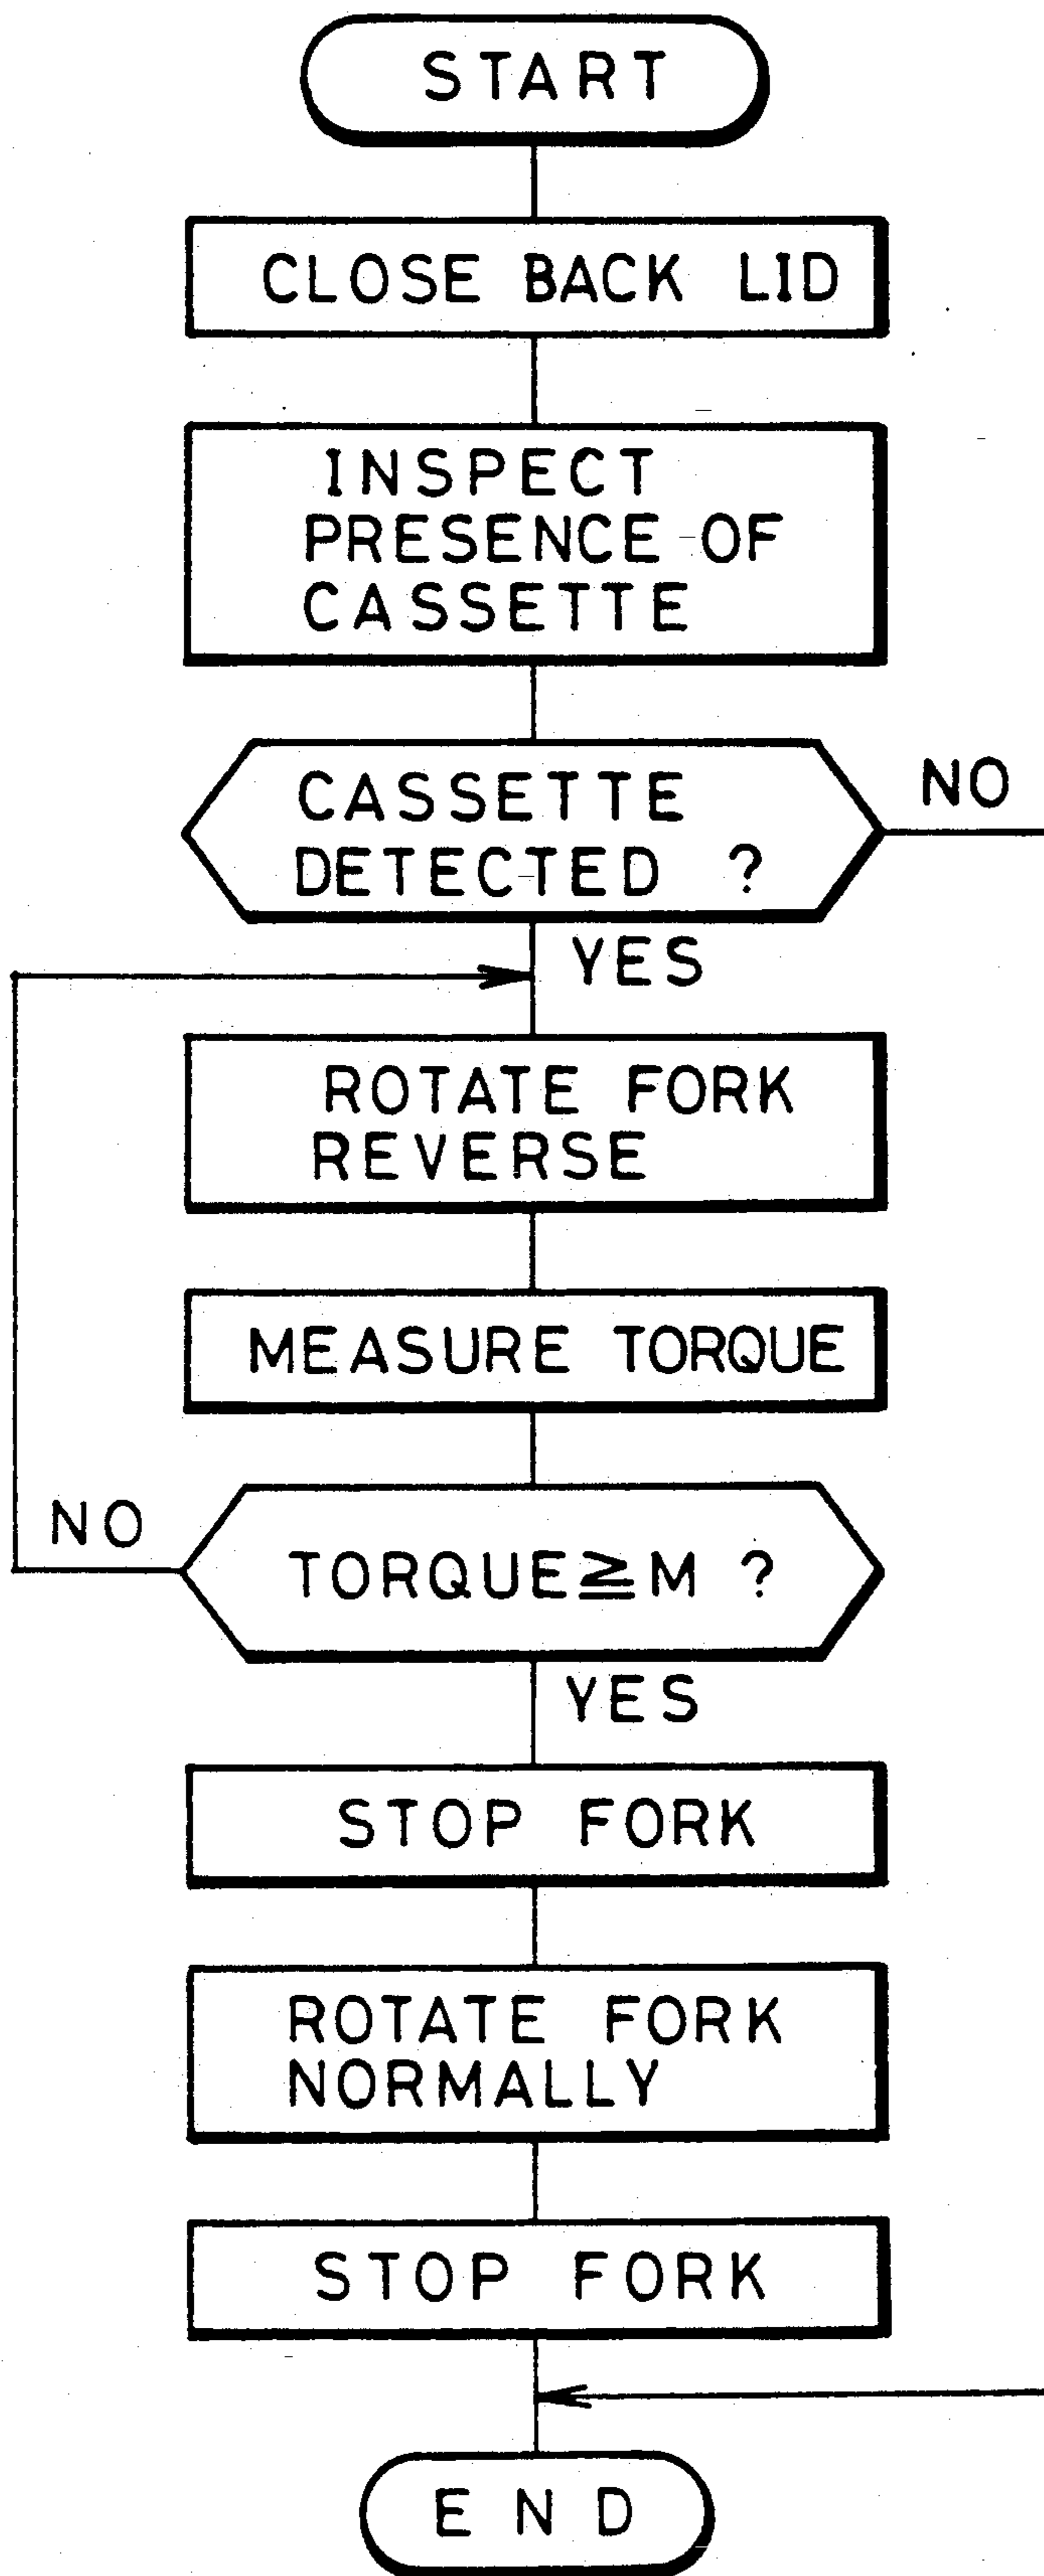 START
CLOSE BACK LID
INSPECT
PRESENCE OF
CASSETTE
CASSETTE
DETECTED ?
NO
YES
ROTATE FORK
REVERSE
MEASURE TORQUE
NO
TORQUE≧M ?
YES
STOP FORK
ROTATE FORK
NORMALLY
STOP FORK
END